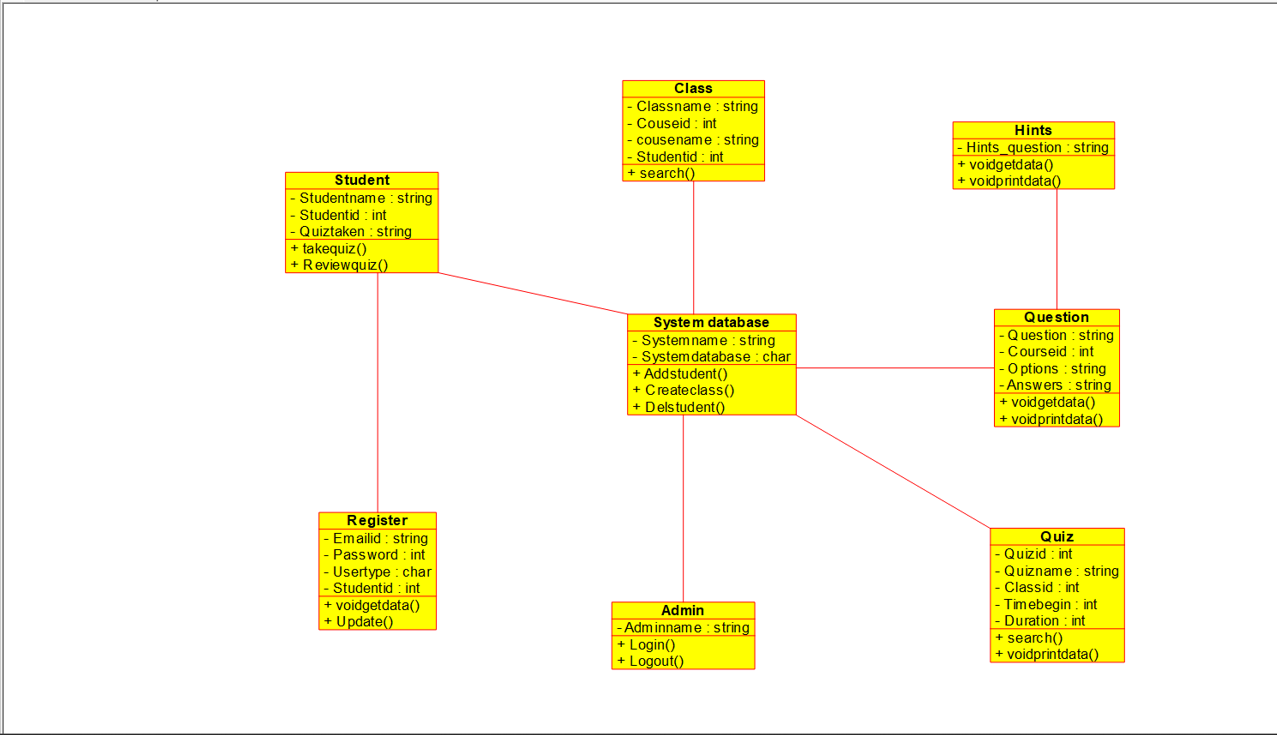 Class
- Classname : string
- Couseid : int
- cousename : string
- Studentid : int
+ search()
Hints
- Hints_question : string
+ voidgetdata()
+ voidprintdata()
Student
- Studentname : string
- Studentid : int
- Quiztaken : string
+ takequiz()
+ Reviewquiz()
System database
- Systemname : string
- Systemdatabase : char
+ Addstudent()
+ Createclass()
+ Delstudent()
Question
- Question : string
- Courseid : int
- Options : string
- Answers : string
+ voidgetdata()
+ voidprintdata()
Register
- Emailid : string
- Password : int
- Usertype : char
- Studentid : int
+ voidgetdata()
+ Update()
Admin
- Adminname : string
+ Login()
+ Logout()
Quiz
- Quizid : int
- Quizname : string
- Classid : int
- Timebegin : int
- Duration : int
+ search()
+ voidprintdata()